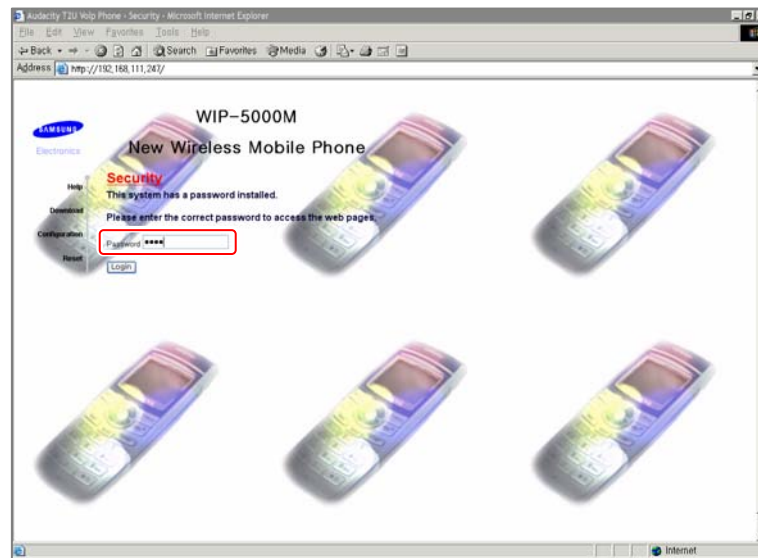 Audacity T2U Voip Phone - Security - Microsoft Internet Explorer
File Edit View Favorites Tools Help
Back Search Favorites Media
Address http://192,168,111,247/
SAMSUNG
Electronics
WIP-5000M
New Wireless Mobile Phone
Help
Download
Configuration
Reset
Security
This system has a password installed.
Please enter the correct password to access the web pages.
Password ****
Login
Internet